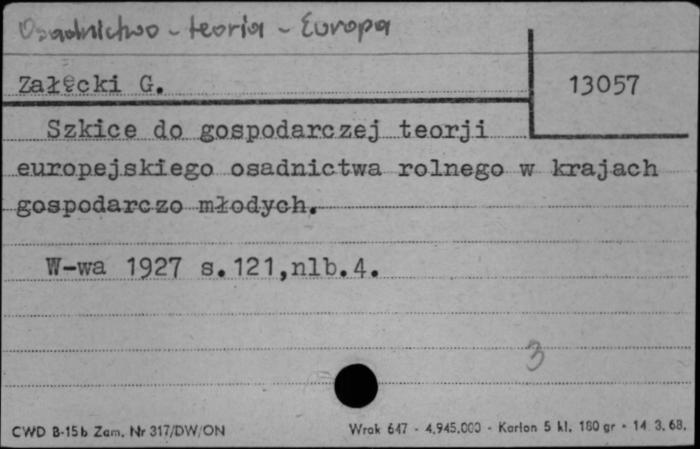 Osadnictwo - teoria - Europa
Załęcki G.
13057
Szkice do gospodarczej teorji
europejskiego osadnictwa rolnego w krajach
gospodarczo młodych.
W-wa 1927 s.121,nlb.4.
3
CWD B-15b Zam. Nr 317/DW/ON
Wrak 647 - 4.945.000 - Karton 5 kl. 180 gr - 14 3.68.